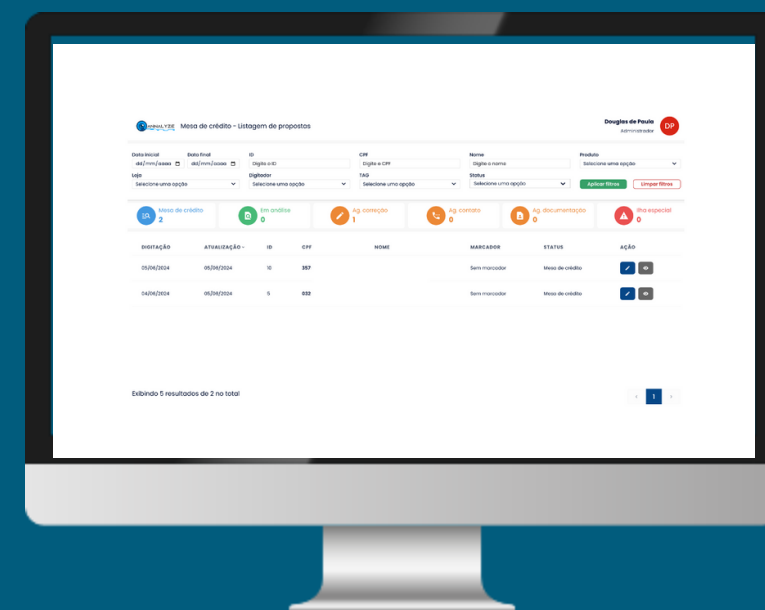 ANNALYZE Mesa de crédito - Listagem de propostas
Douglas de Paula
Administrador
DP
Data inicial Data final ID CPF Nome Produto
dd/mm/aaaa dd/mm/aaaa Digite o ID Digite o CPF Digite o nome Selecione uma opção
Loja Digitador TAG Status
Selecione uma opção Selecione uma opção Selecione uma opção Selecione uma opção Aplicar filtros Limpar filtros
Mesa de crédito Em análise Ag. correção Ag. contato Ag. documentação Ilha especial
2 0 1 0 0 0
DIGITAÇÃO ATUALIZAÇÃO ID CPF NOME MARCADOR STATUS AÇÃO
05/06/2024 05/06/2024 10 357 Sem marcador Mesa de crédito
04/06/2024 05/06/2024 5 032 Sem marcador Mesa de crédito
Exibindo 5 resultados de 2 no total
‹ 1 ›